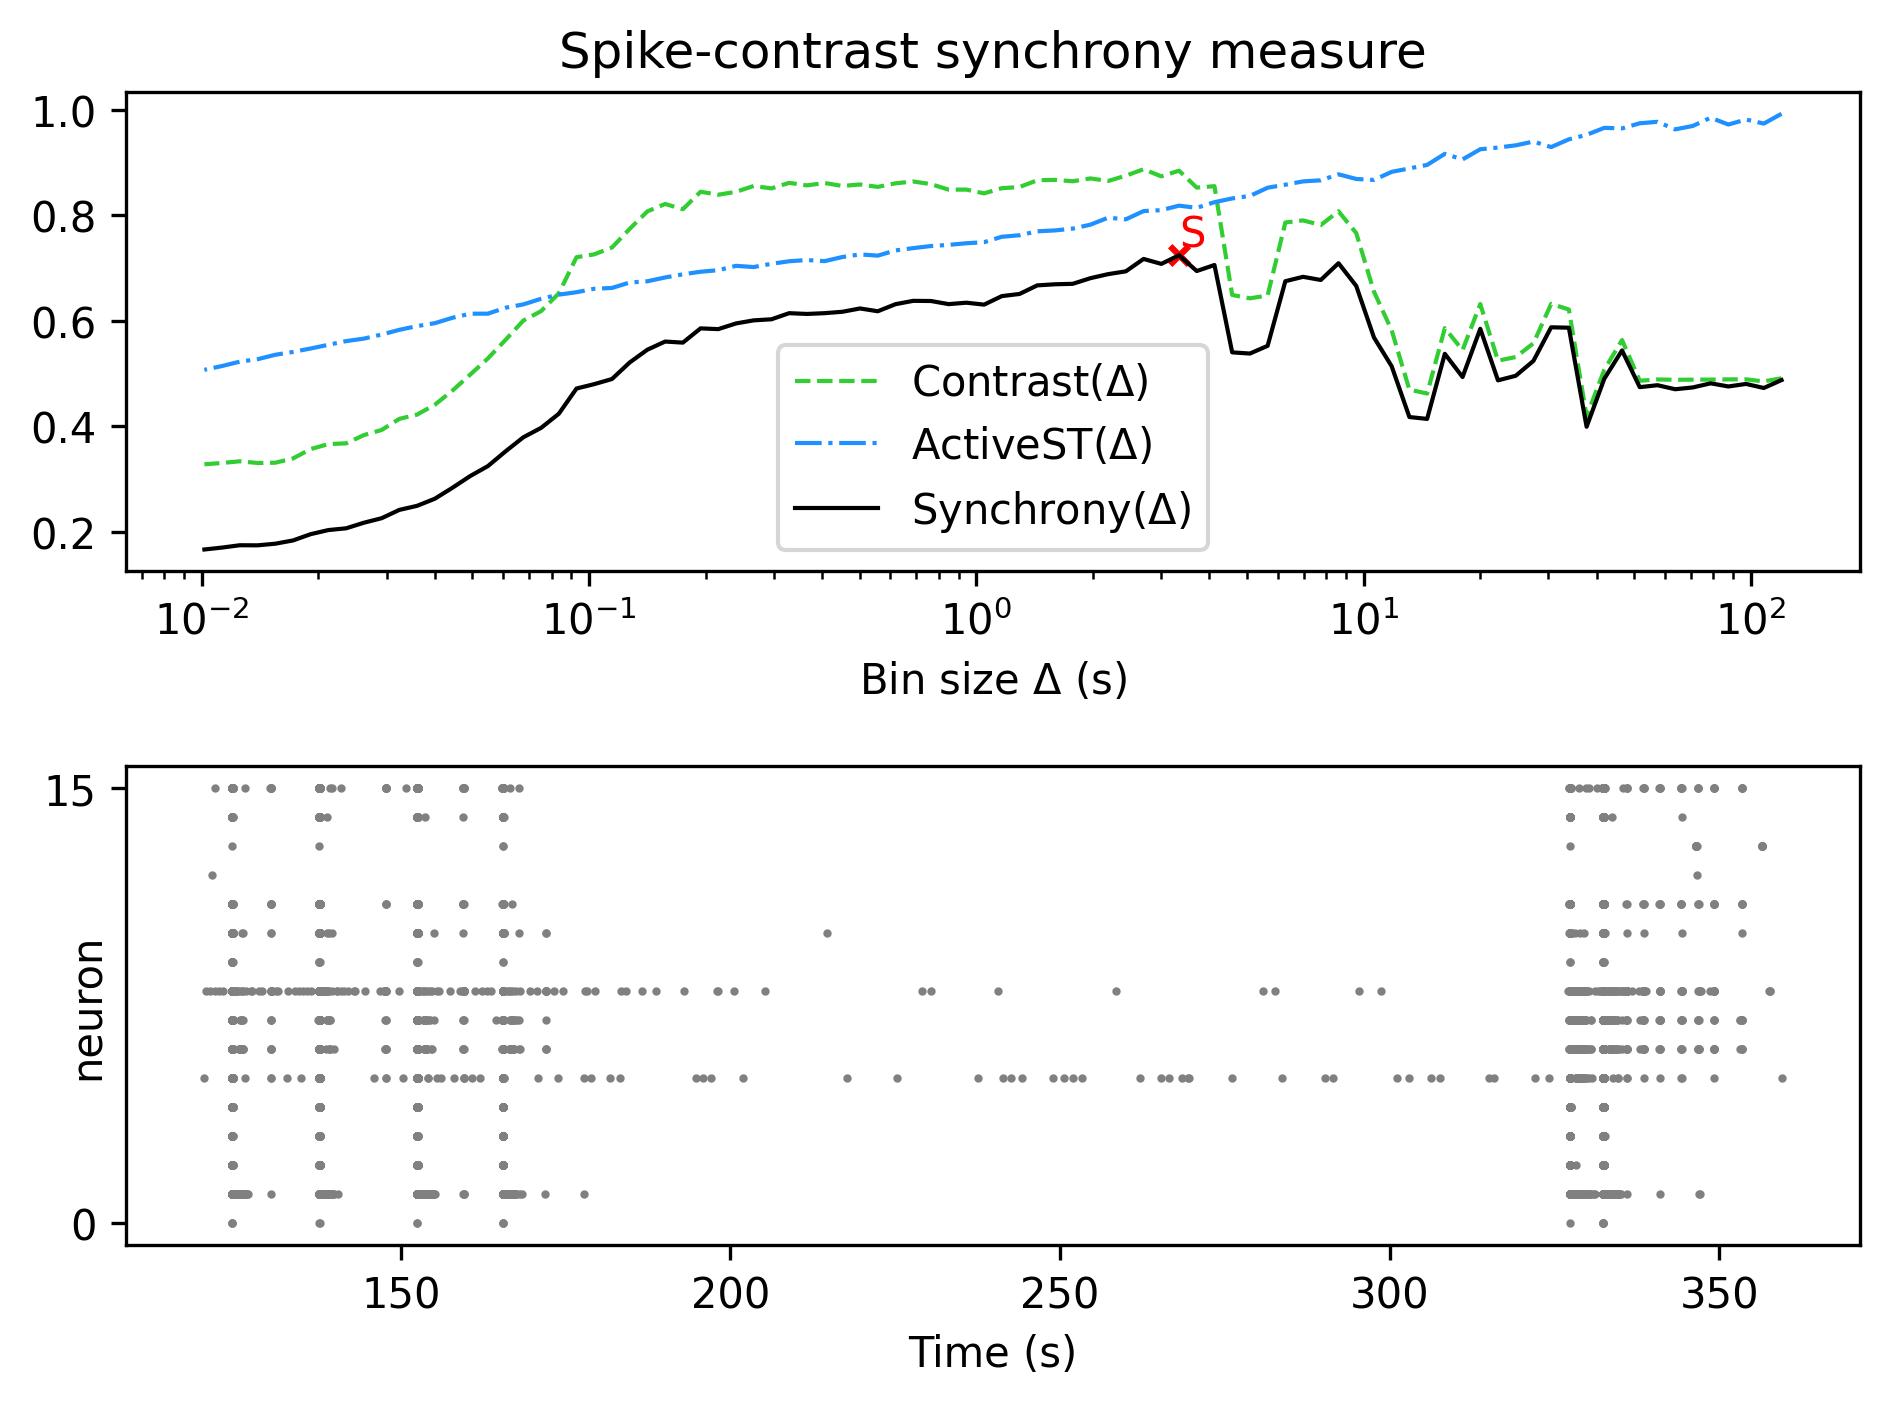 Spike-contrast synchrony measure
1.0
0.8
0.6
0.4
0.2
S
Contrast(Δ)
ActiveST(Δ)
Synchrony(Δ)
10⁻² 10⁻¹ 10⁰ 10¹ 10²
Bin size Δ (s)
15
neuron
0
150 200 250 300 350
Time (s)